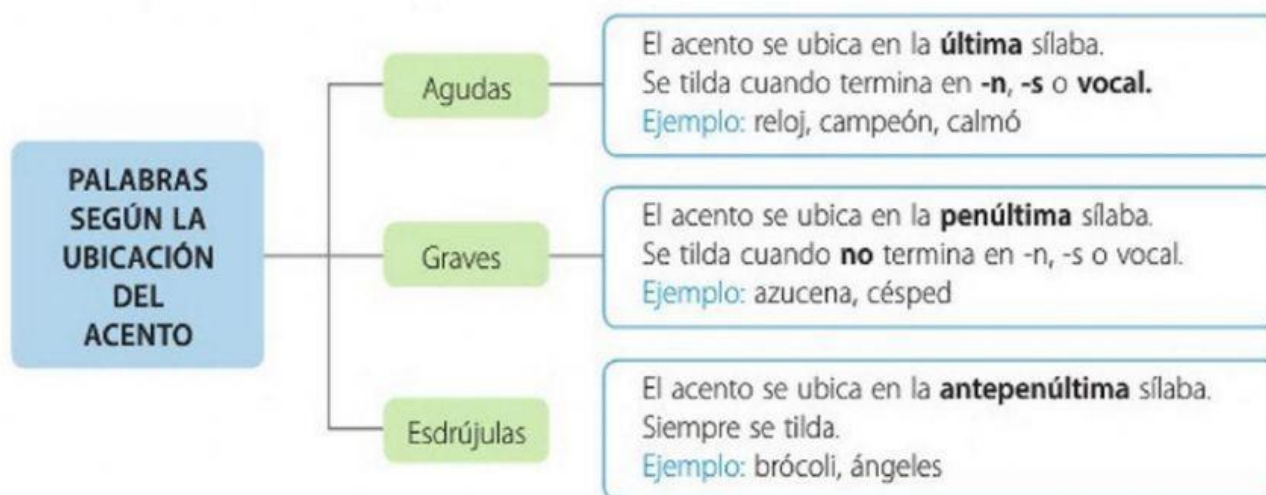 PALABRAS
SEGÚN LA
UBICACIÓN
DEL
ACENTO
Agudas
El acento se ubica en la última sílaba.
Se tilda cuando termina en -n, -s o vocal.
Ejemplo: reloj, campeón, calmó
Graves
El acento se ubica en la penúltima sílaba.
Se tilda cuando no termina en -n, -s o vocal.
Ejemplo: azucena, césped
Esdrújulas
El acento se ubica en la antepenúltima sílaba.
Siempre se tilda.
Ejemplo: brócoli, ángeles